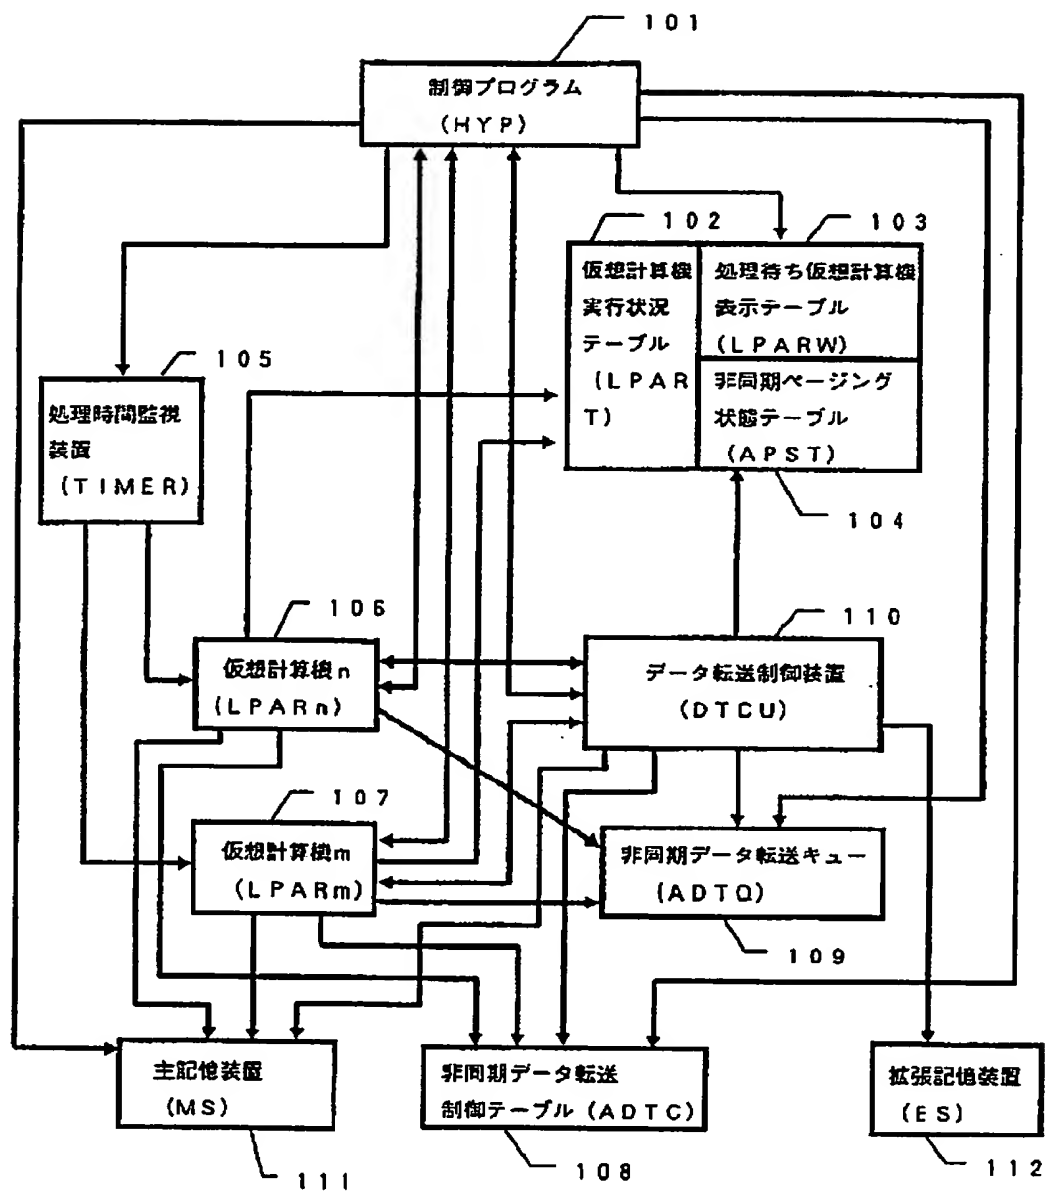 101
制御プログラム
(HYP)
102
103
仮想計算機
実行状況
テーブル
(LPAR
T)
処理待ち仮想計算機
表示テーブル
(LPARW)
非同期ページング
状態テーブル
(APST)
104
105
処理時間監視
装置
(TIMER)
106
仮想計算機n
(LPARn)
110
データ転送制御装置
(DTCU)
107
仮想計算機m
(LPARm)
非同期データ転送キュー
(ADTQ)
109
主記憶装置
(MS)
111
非同期データ転送
制御テーブル(ADTC)
108
拡張記憶装置
(ES)
112